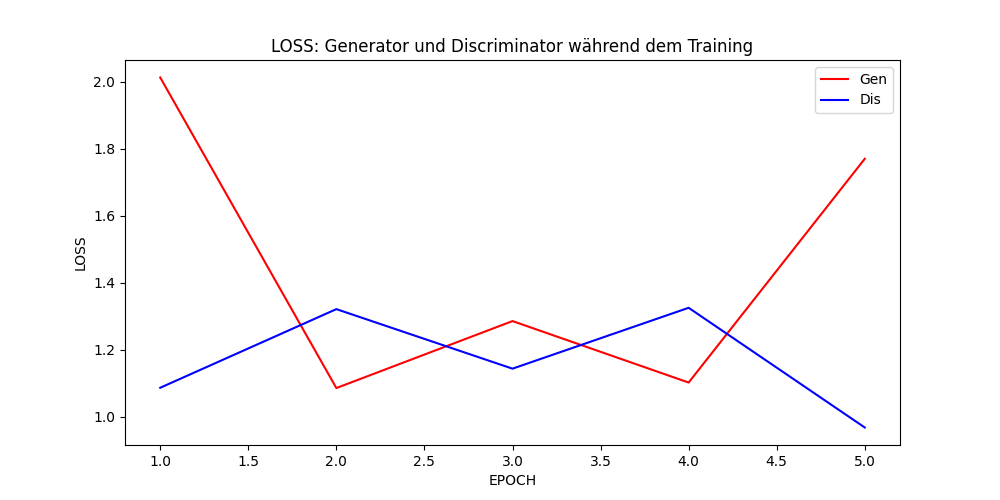 LOSS: Generator und Discriminator während dem Training
Gen
Dis
LOSS
2.0
1.8
1.6
1.4
1.2
1.0
1.0 1.5 2.0 2.5 3.0 3.5 4.0 4.5 5.0
EPOCH